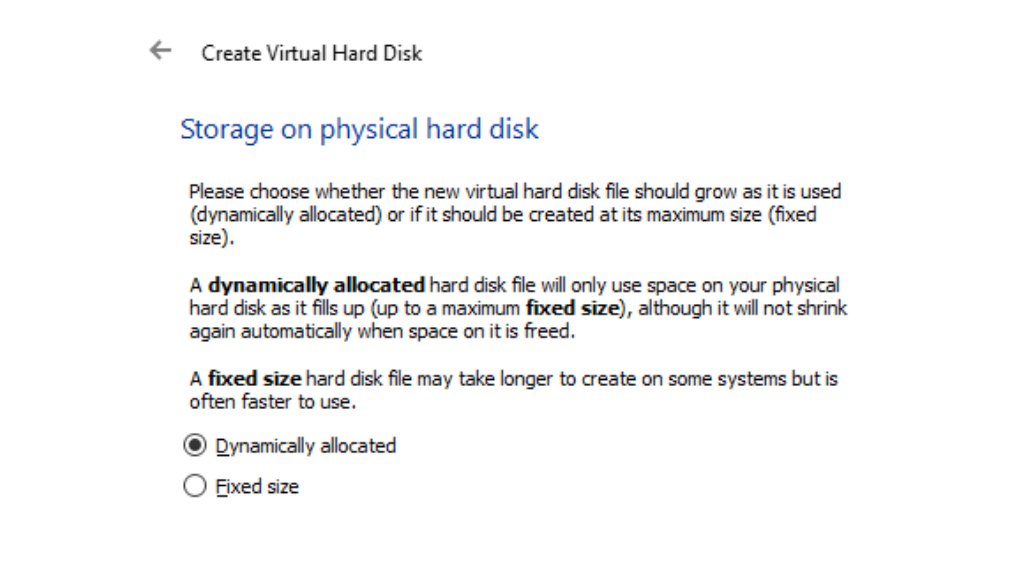 Create Virtual Hard Disk
Storage on physical hard disk
Please choose whether the new virtual hard disk file should grow as it is used
(dynamically allocated) or if it should be created at its maximum size (fixed
size).
A dynamically allocated hard disk file will only use space on your physical
hard disk as it fills up (up to a maximum fixed size), although it will not shrink
again automatically when space on it is freed.
A fixed size hard disk file may take longer to create on some systems but is
often faster to use.
Dynamically allocated
Fixed size